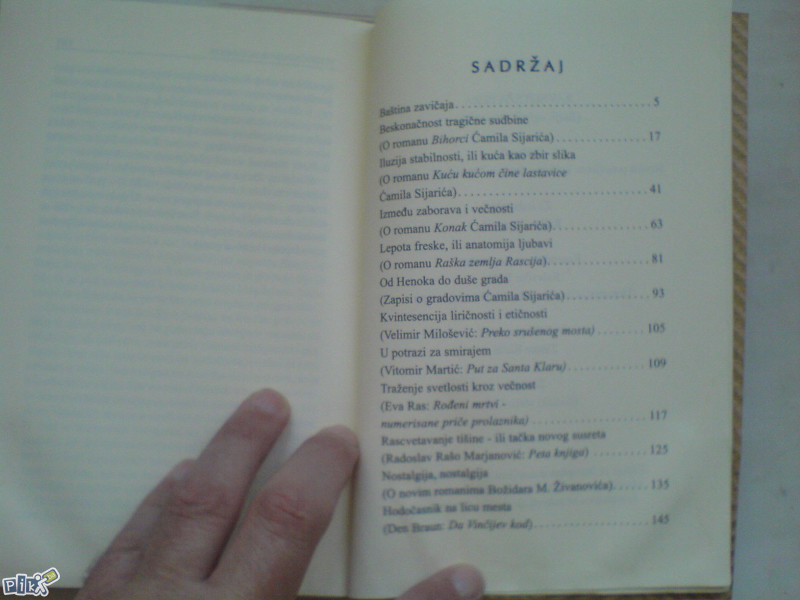 SADRŽAJ
Baština zavičaja. . . . . . . . . . . . . . . . . . . . . . . . . . . . . . . . . . . 5
Beskonačnost tragične sudbine
(O romanu Bihorci Ćamila Sijarića) . . . . . . . . . . . . . . . . . 17
Iluzija stabilnosti, ili kuća kao zbir slika
(O romanu Kuću kućom čine lastavice
Ćamila Sijarića). . . . . . . . . . . . . . . . . . . . . . . . . . . . . . . . . . 41
Između zaborava i večnosti
(O romanu Konak Ćamila Sijarića). . . . . . . . . . . . . . . . . . 63
Lepota freske, ili anatomija ljubavi
(O romanu Raška zemlja Rascija). . . . . . . . . . . . . . . . . . 81
Od Henoka do duše grada
(Zapisi o gradovima Ćamila Sijarića) . . . . . . . . . . . . . . . 93
Kvintesencija liričnosti i etičnosti
(Velimir Milošević: Preko srušenog mosta) . . . . . . . . 105
U potrazi za smirajem
(Vitomir Martić: Put za Santa Klaru). . . . . . . . . . . . . 109
Traženje svetlosti kroz večnost
(Eva Ras: Rođeni mrtvi -
numerisane priče prolaznika) . . . . . . . . . . . . . . . . . . . 117
Rascvetavanje tišine - ili tačka novog susreta
(Radoslav Rašo Marjanović: Peta knjiga) . . . . . . . . . 125
Nostalgija, nostalgija
(O novim romanima Božidara M. Živanovića). . . . . . 135
Hodočasnik na licu mesta
(Den Braun: Da Vinčijev kod) . . . . . . . . . . . . . . . . . . 145